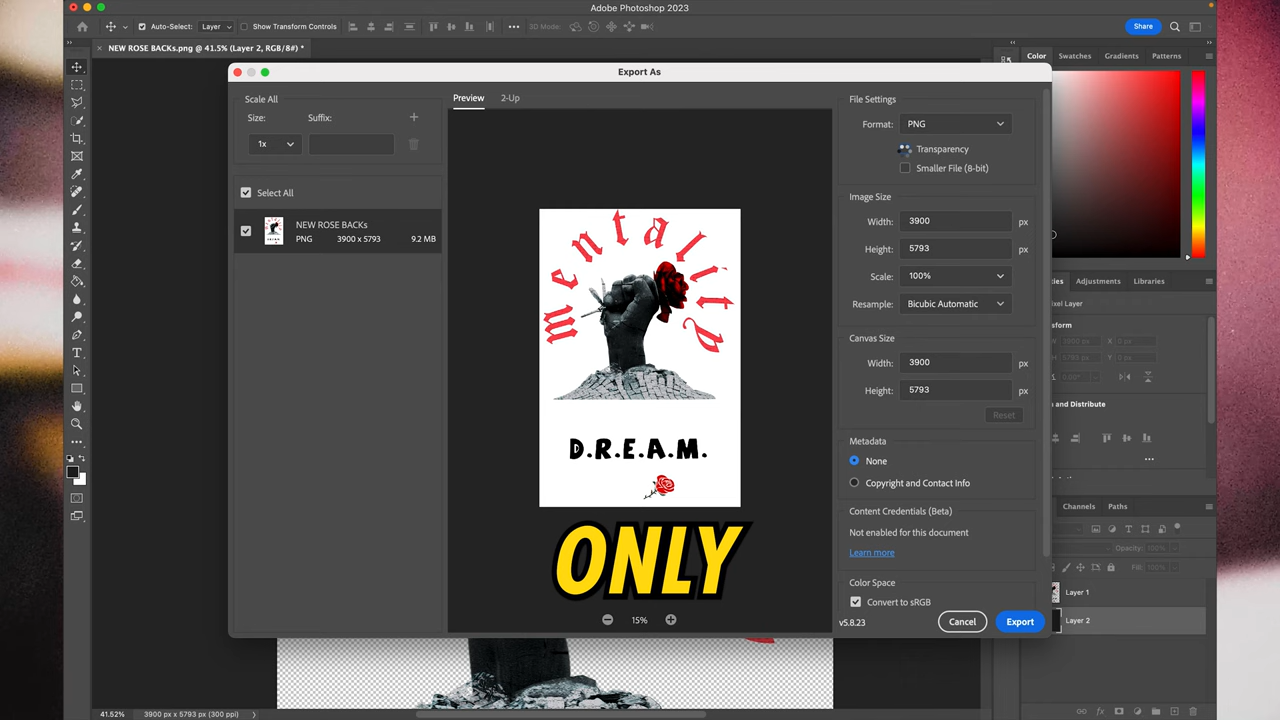 Adobe Photoshop 2023
Auto-Select: Layer Show Transform Controls 3D Mode: Share
NEW ROSE BACKs.png @ 41.5% (Layer 2, RGB/8#) *
Color Swatches Gradients Patterns
Export As
Scale All
Size: Suffix:
1x
Select All
NEW ROSE BACKs
PNG 3900 x 5793 9.2 MB
Preview 2-Up
mentality
D.R.E.A.M.
ONLY
15%
File Settings
Format: PNG
Transparency
Smaller File (8-bit)
Image Size
Width: 3900 px
Height: 5793 px
Scale: 100%
Resample: Bicubic Automatic
Canvas Size
Width: 3900 px
Height: 5793 px
Reset
Metadata
None
Copyright and Contact Info
Content Credentials (Beta)
Not enabled for this document
Learn more
Color Space
Convert to sRGB
v5.8.23 Cancel Export
Adjustments Libraries
Channels Paths
Opacity: 100%
Fill: 100%
Layer 1
Layer 2
41.52% 3900 px x 5793 px (300 ppi)